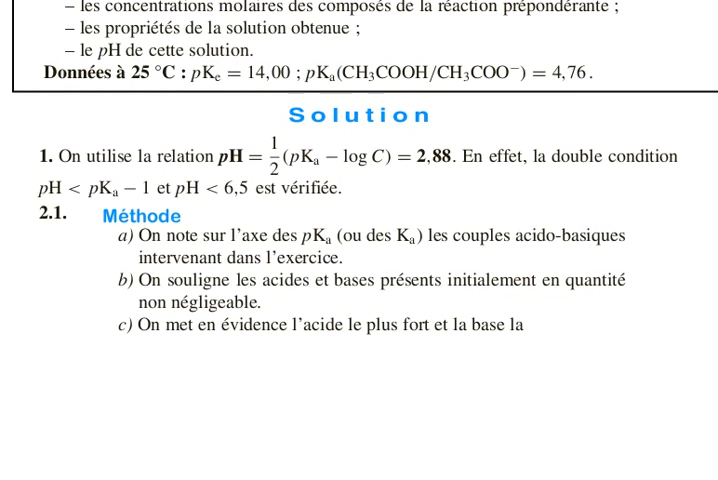 – les concentrations molaires des composés de la réaction prépondérante ;
– les propriétés de la solution obtenue ;
– le pH de cette solution.
Données à 25 °C : pKe = 14,00 ; pKa(CH₃COOH/CH₃COO⁻) = 4,76.
Solution
1. On utilise la relation pH = 1/2 (pKa – log C) = 2,88. En effet, la double condition
pH < pKa – 1 et pH < 6,5 est vérifiée.
2.1. Méthode
a) On note sur l'axe des pKa (ou des Ka) les couples acido-basiques
intervenant dans l'exercice.
b) On souligne les acides et bases présents initialement en quantité
non négligeable.
c) On met en évidence l'acide le plus fort et la base la